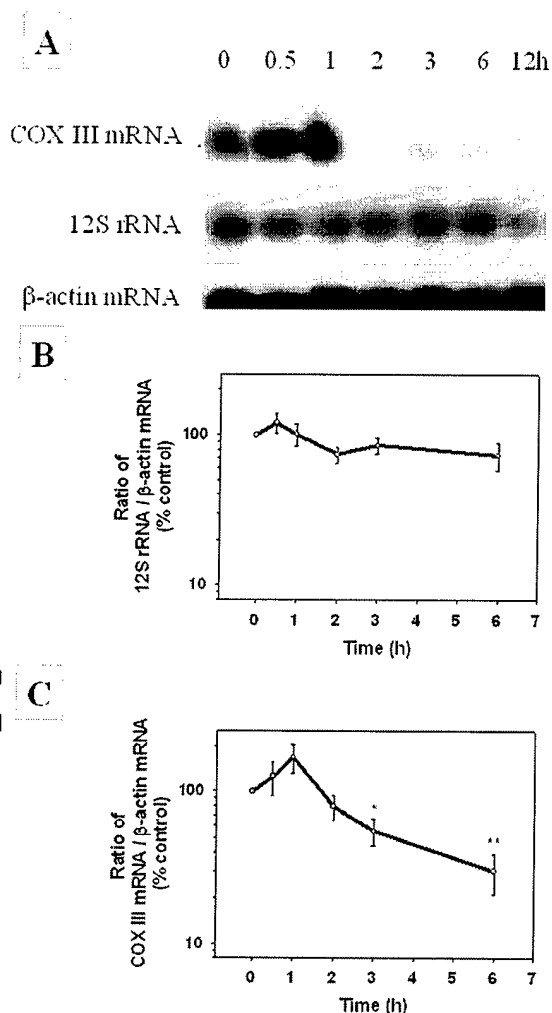 A
0 0.5 1 2 3 6 12h
COX III mRNA
12S rRNA
β-actin mRNA
B
Ratio of
12S rRNA / β-actin mRNA
(% control)
100
10
0 1 2 3 4 5 6 7
Time (h)
C
Ratio of
COX III mRNA / β-actin mRNA
(% control)
100
10
*
**
0 1 2 3 4 5 6 7
Time (h)